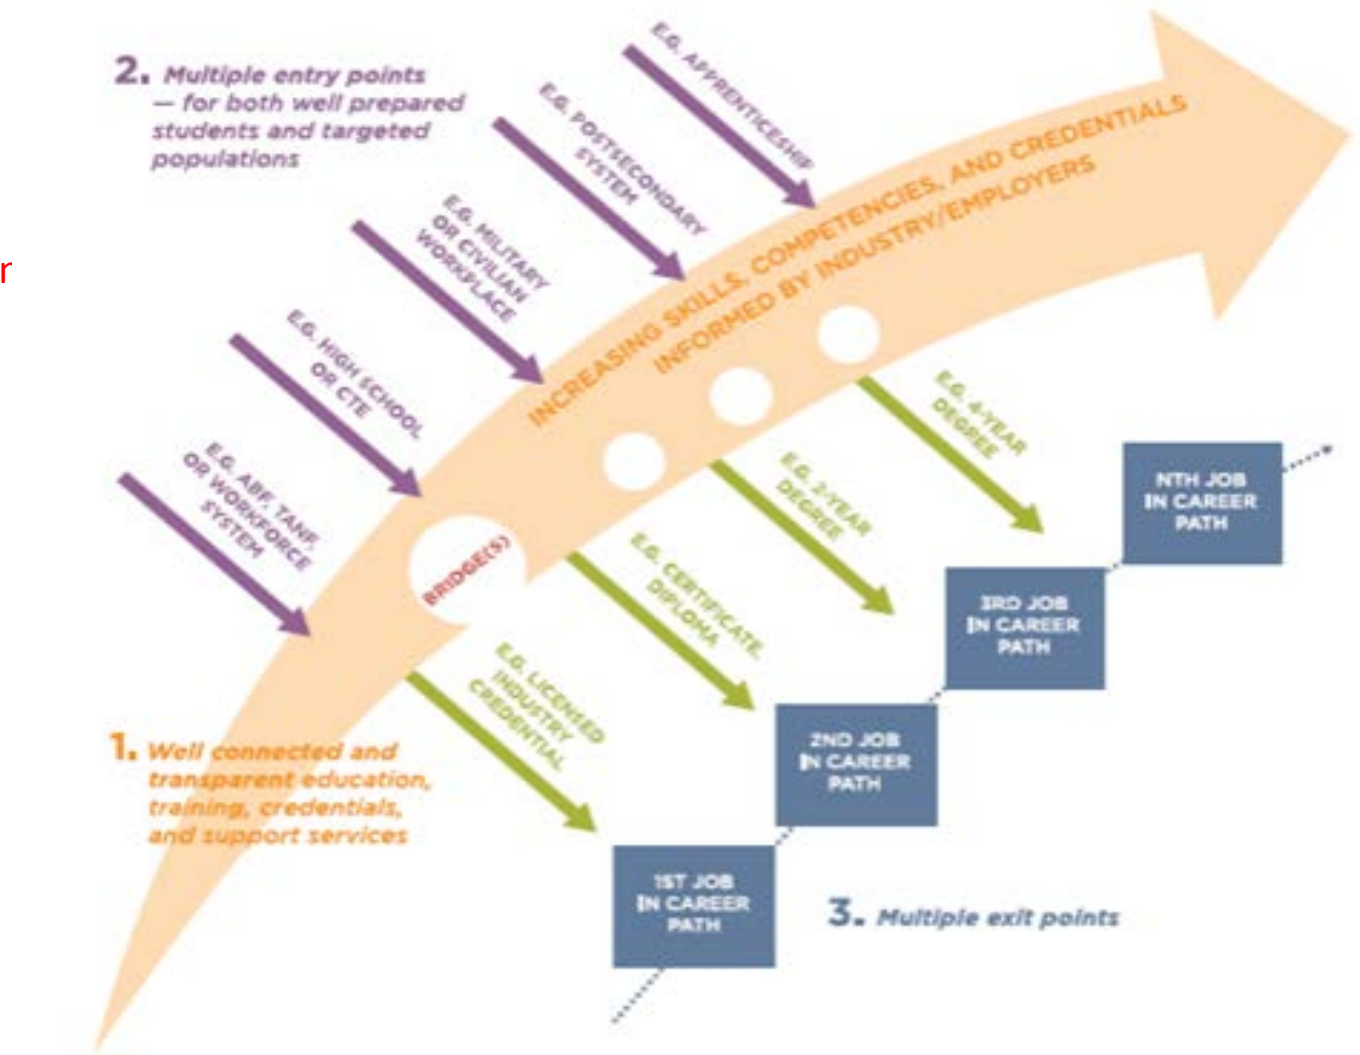 2. Multiple entry points
— for both well prepared
students and targeted
populations
E.G. APPRENTICESHIP
E.G. POSTSECONDARY
SYSTEM
E.G. MILITARY
OR CIVILIAN
WORKPLACE
E.G. HIGH SCHOOL
OR CTE
E.G. ABE, TANF,
OR WORKFORCE
SYSTEM
r
INCREASING SKILLS, COMPETENCIES, AND CREDENTIALS
INFORMED BY INDUSTRY/EMPLOYERS
BRIDGE(S)
E.G. 4-YEAR
DEGREE
E.G. 2-YEAR
DEGREE
E.G. CERTIFICATE,
DIPLOMA
E.G. LICENSED
INDUSTRY
CREDENTIAL
1. Well connected and
transparent education,
training, credentials,
and support services
NTH JOB
IN CAREER
PATH
3RD JOB
IN CAREER
PATH
2ND JOB
IN CAREER
PATH
1ST JOB
IN CAREER
PATH
3. Multiple exit points